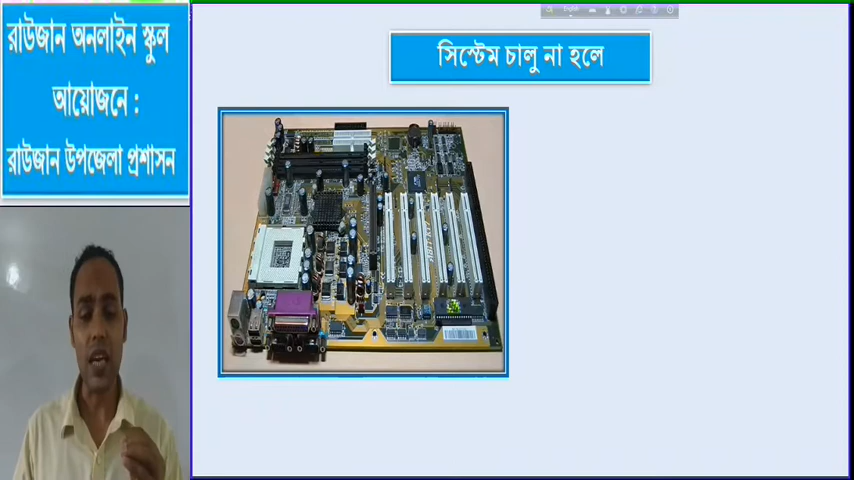 রাউজান অনলাইন স্কুল
আয়োজনে :
রাউজান উপজেলা প্রশাসন
সিস্টেম চালু না হলে